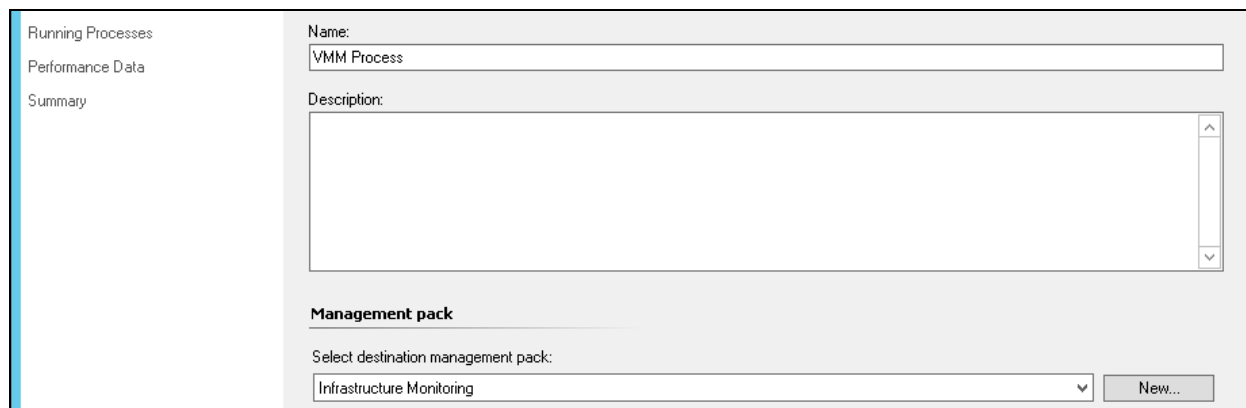 Running Processes
Performance Data
Summary
Name:
VMM Process
Description:
Management pack
Select destination management pack:
Infrastructure Monitoring
New...